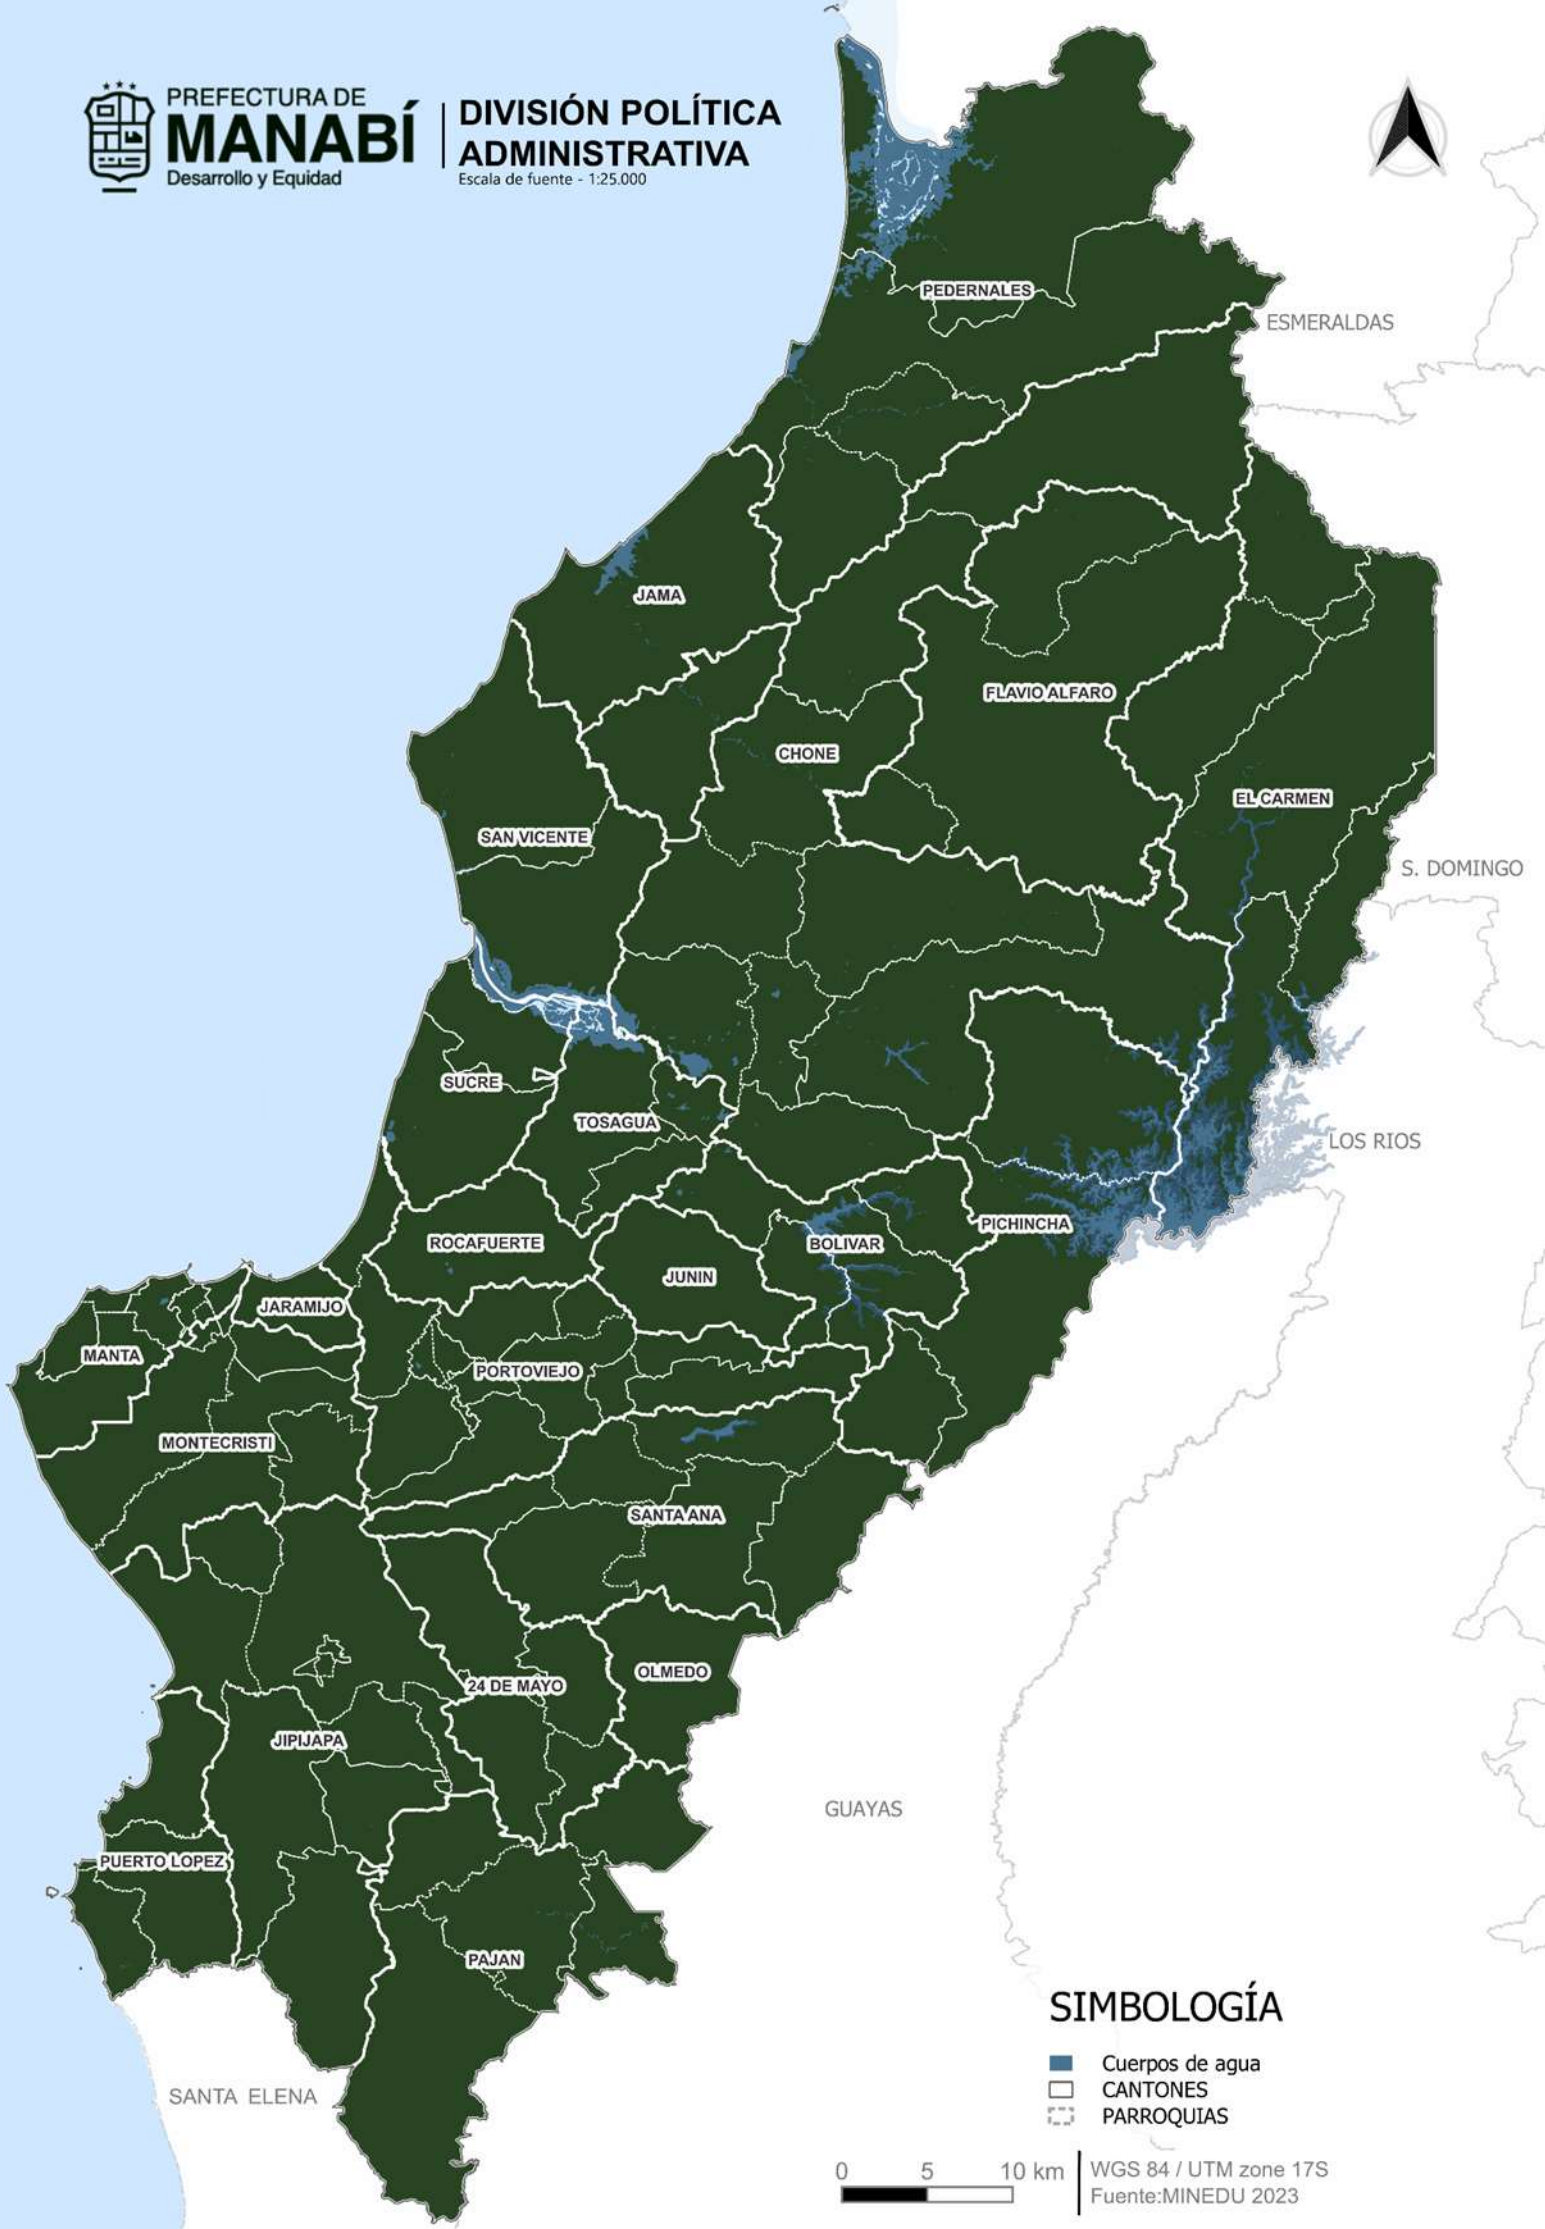 PREFECTURA DE
MANABÍ
Desarrollo y Equidad
DIVISIÓN POLÍTICA
ADMINISTRATIVA
Escala de fuente - 1:25.000
PEDERNALES
ESMERALDAS
JAMA
FLAVIO ALFARO
CHONE
EL CARMEN
SAN VICENTE
S. DOMINGO
SUCRE
TOSAGUA
LOS RIOS
PICHINCHA
ROCAFUERTE
BOLIVAR
JUNIN
JARAMIJO
MANTA
PORTOVIEJO
MONTECRISTI
SANTA ANA
OLMEDO
24 DE MAYO
JIPIJAPA
GUAYAS
PUERTO LOPEZ
PAJAN
SANTA ELENA
SIMBOLOGÍA
Cuerpos de agua
CANTONES
PARROQUIAS
0 5 10 km
WGS 84 / UTM zone 17S
Fuente:MINEDU 2023